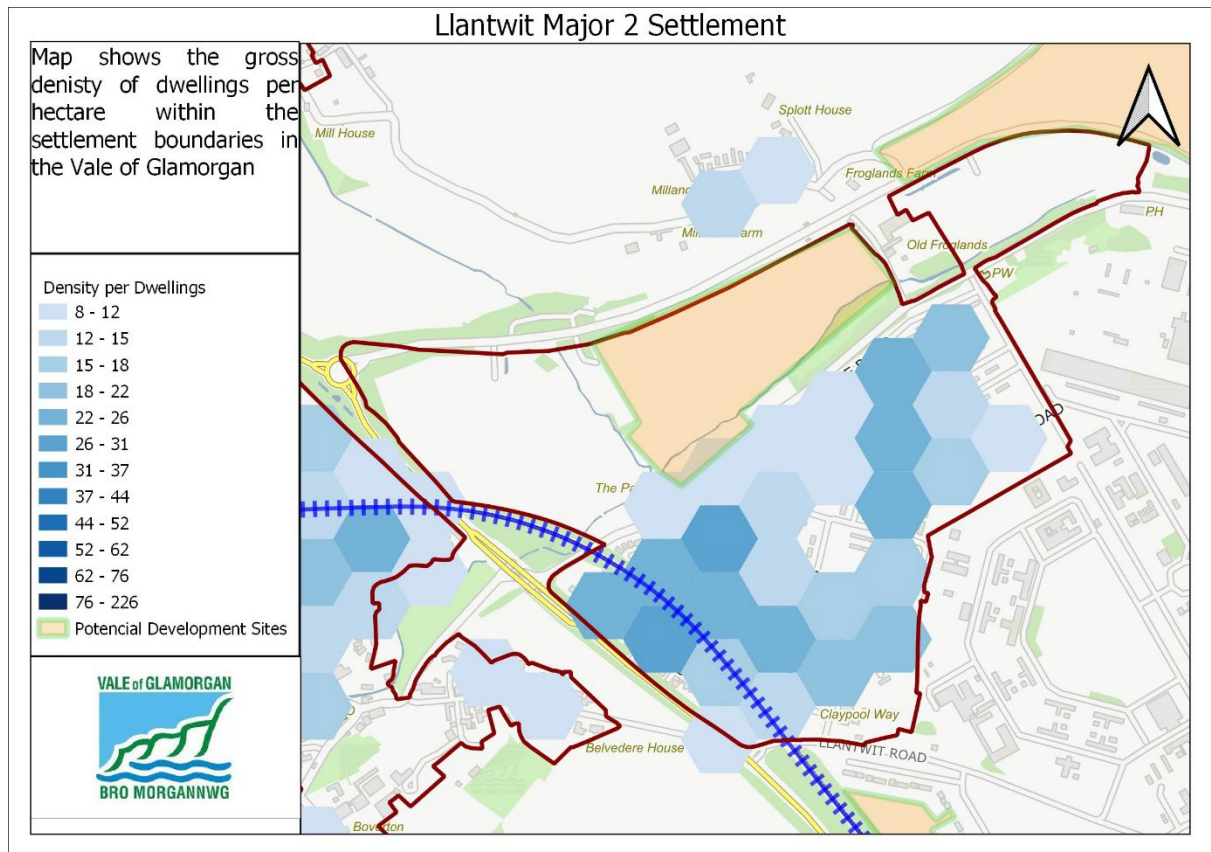 Llantwit Major 2 Settlement
Map shows the gross
denisty of dwellings per
hectare within the
settlement boundaries in
the Vale of Glamorgan
Density per Dwellings
8 - 12
12 - 15
15 - 18
18 - 22
22 - 26
26 - 31
31 - 37
37 - 44
44 - 52
52 - 62
62 - 76
76 - 226
Potencial Development Sites
VALE of GLAMORGAN
BRO MORGANNWG
Mill House
Splott House
Froglands Farm
Farm
PH
Old Froglands
PW
OAD
The Pa
Claypool Way
Belvedere House
LLANTWIT ROAD
Boverton